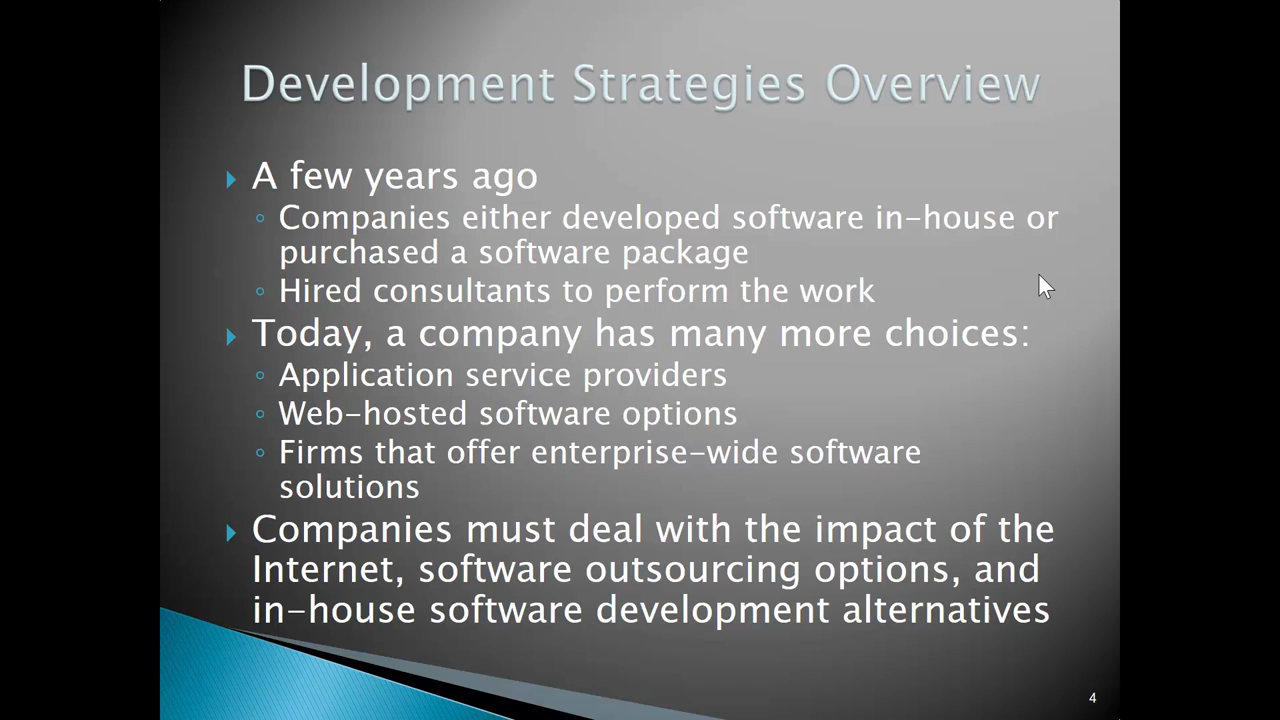 Development Strategies Overview
A few years ago
Companies either developed software in-house or
purchased a software package
Hired consultants to perform the work
Today, a company has many more choices:
Application service providers
Web-hosted software options
Firms that offer enterprise-wide software
solutions
Companies must deal with the impact of the
Internet, software outsourcing options, and
in-house software development alternatives
4